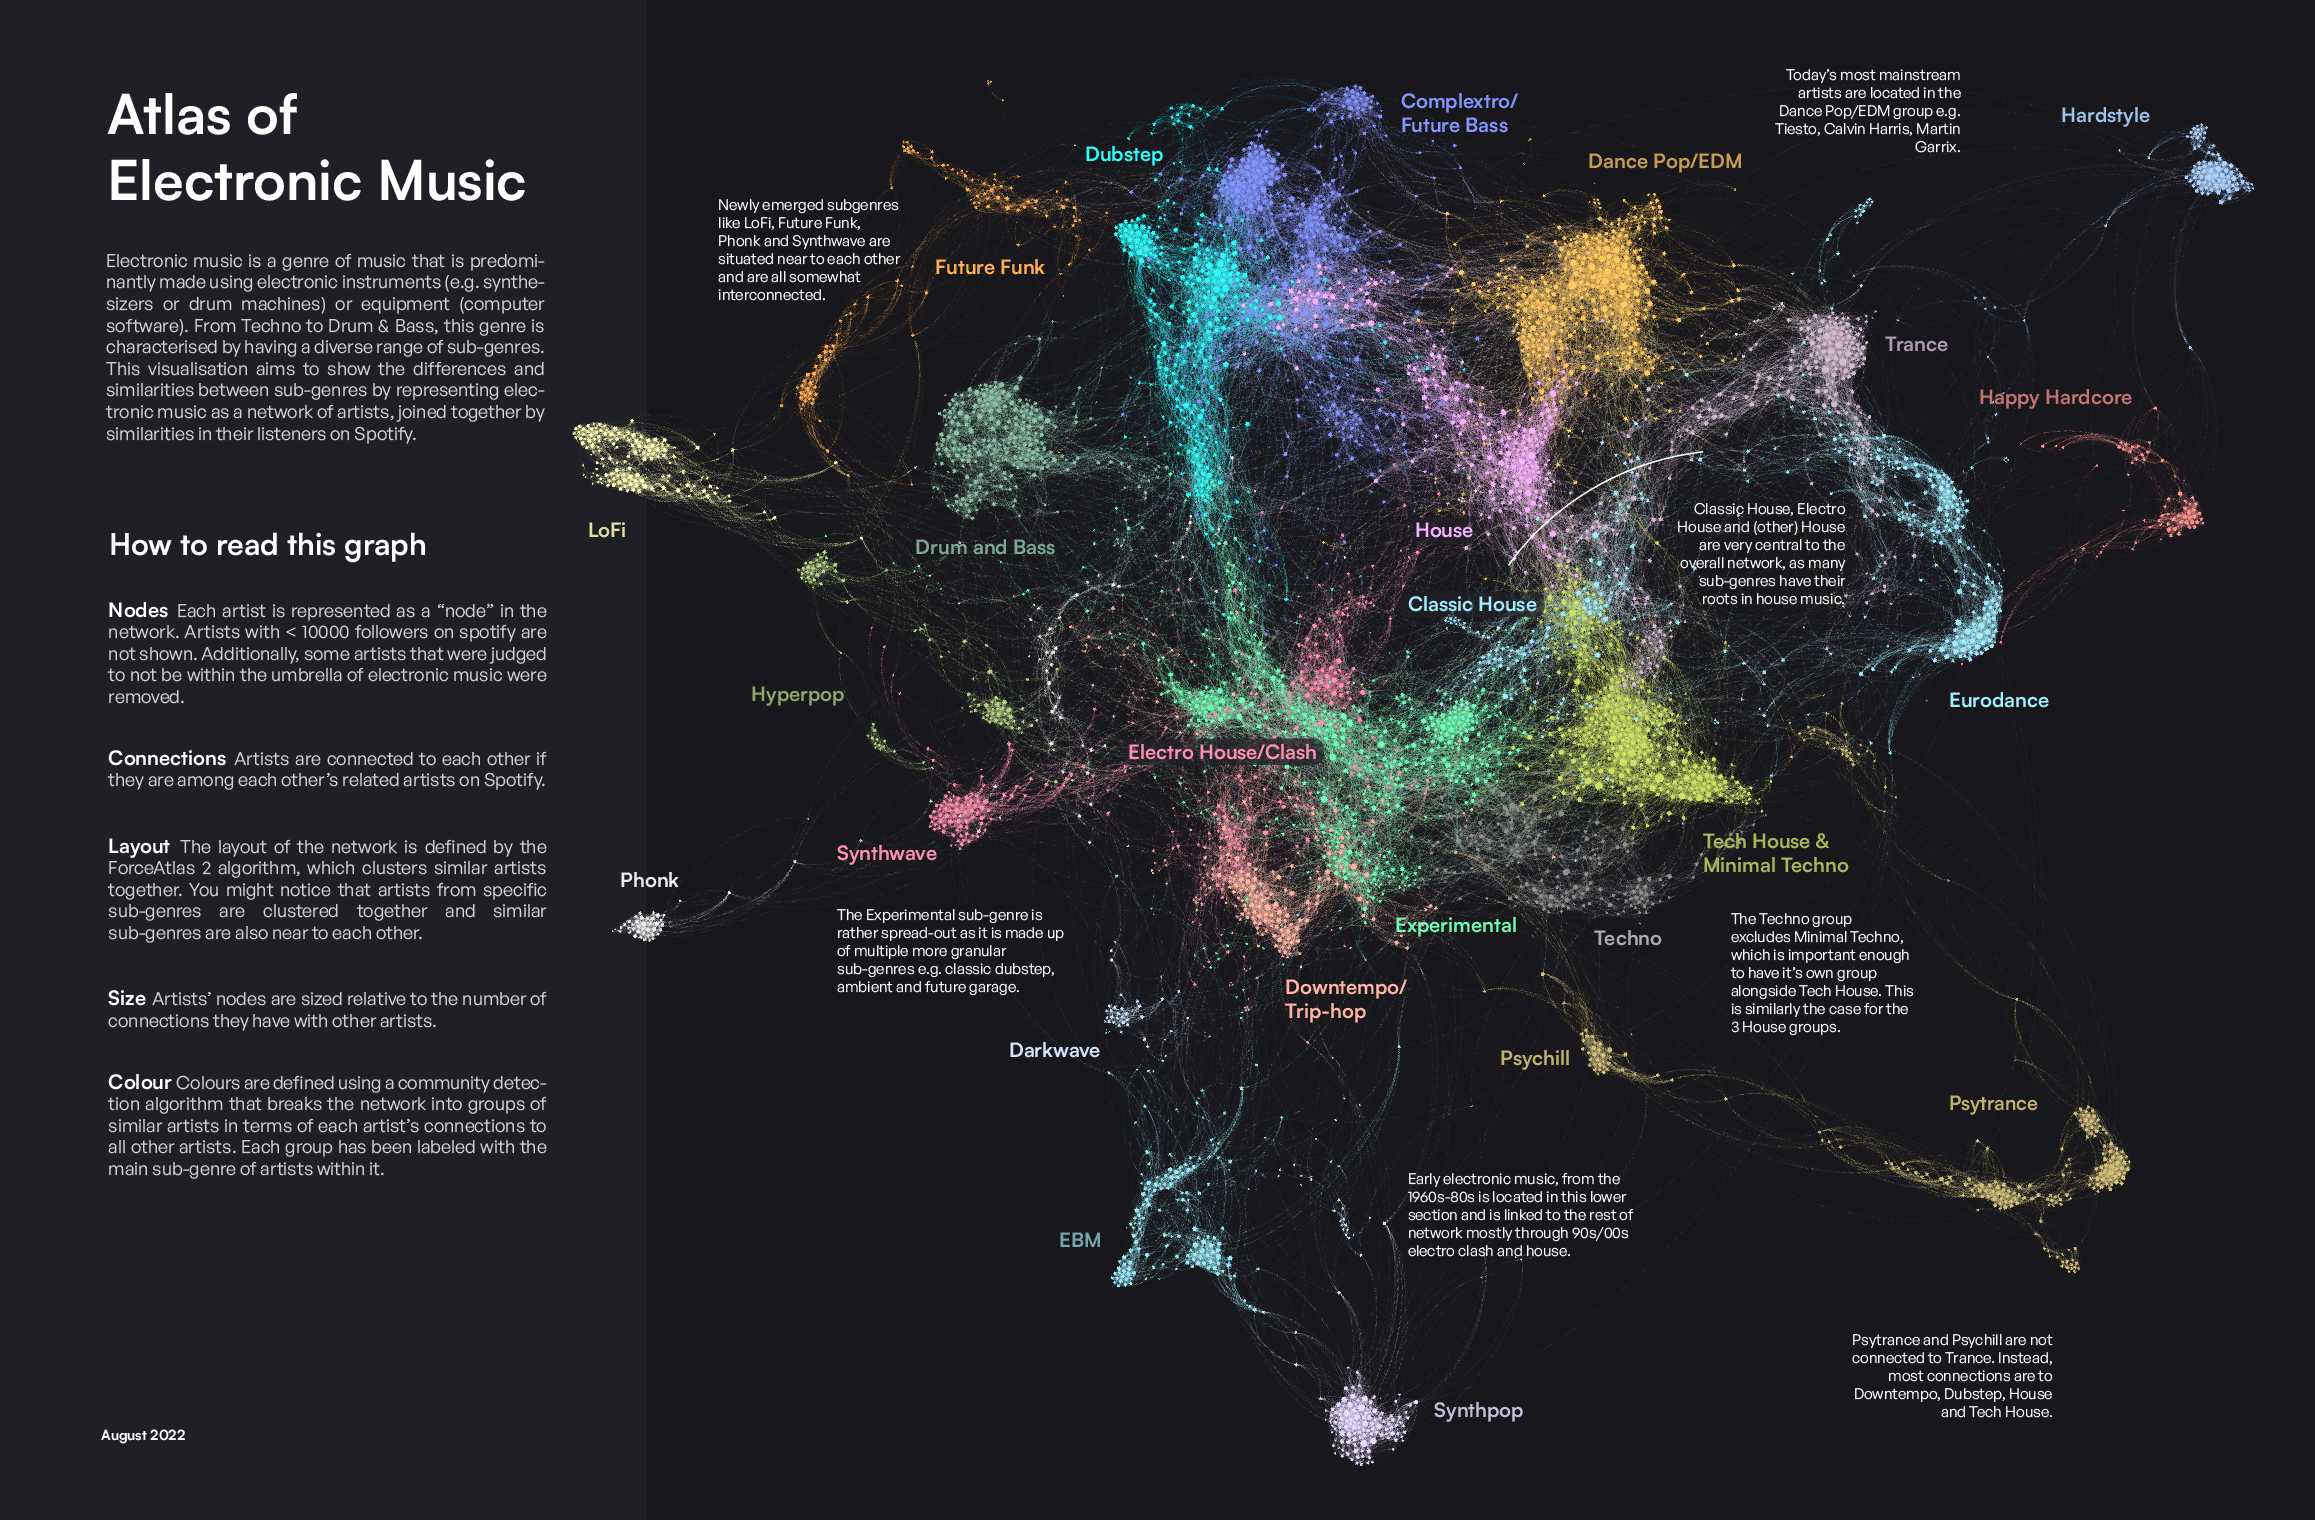 Atlas of
Electronic Music
Electronic music is a genre of music that is predomi-
nantly made using electronic instruments (e.g. synthe-
sizers or drum machines) or equipment (computer
software). From Techno to Drum & Bass, this genre is
characterised by having a diverse range of sub-genres.
This visualisation aims to show the differences and
similarities between sub-genres by representing elec-
tronic music as a network of artists, joined together by
similarities in their listeners on Spotify.
How to read this graph
Nodes Each artist is represented as a “node” in the
network. Artists with < 10000 followers on spotify are
not shown. Additionally, some artists that were judged
to not be within the umbrella of electronic music were
removed.
Connections Artists are connected to each other if
they are among each other’s related artists on Spotify.
Layout The layout of the network is defined by the
ForceAtlas 2 algorithm, which clusters similar artists
together. You might notice that artists from specific
sub-genres are clustered together and similar
sub-genres are also near to each other.
Size Artists’ nodes are sized relative to the number of
connections they have with other artists.
Colour Colours are defined using a community detec-
tion algorithm that breaks the network into groups of
similar artists in terms of each artist’s connections to
all other artists. Each group has been labeled with the
main sub-genre of artists within it.
August 2022
Complextro/
Future Bass
Today’s most mainstream
artists are located in the
Dance Pop/EDM group e.g.
Tiesto, Calvin Harris, Martin
Garrix.
Hardstyle
Dubstep
Dance Pop/EDM
Newly emerged subgenres
like LoFi, Future Funk,
Phonk and Synthwave are
situated near to each other
and are all somewhat
interconnected.
Future Funk
Trance
Happy Hardcore
LoFi
Drum and Bass
House
Classic House, Electro
House and (other) House
are very central to the
overall network, as many
sub-genres have their
roots in house music.
Classic House
Hyperpop
Eurodance
Electro House/Clash
Synthwave
Tech House &
Minimal Techno
Phonk
The Experimental sub-genre is
rather spread-out as it is made up
of multiple more granular
sub-genres e.g. classic dubstep,
ambient and future garage.
Experimental
Techno
The Techno group
excludes Minimal Techno,
which is important enough
to have it’s own group
alongside Tech House. This
is similarly the case for the
3 House groups.
Downtempo/
Trip-hop
Darkwave
Psychill
Psytrance
Early electronic music, from the
1960s-80s is located in this lower
section and is linked to the rest of
network mostly through 90s/00s
electro clash and house.
EBM
Psytrance and Psychill are not
connected to Trance. Instead,
most connections are to
Downtempo, Dubstep, House
and Tech House.
Synthpop